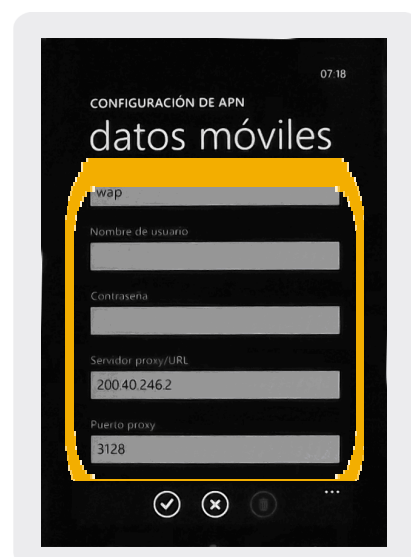 07:18
CONFIGURACIÓN DE APN
datos móviles
wap
Nombre de usuario
Contraseña
Servidor proxy/URL
200.40.246.2
Puerto proxy
3128